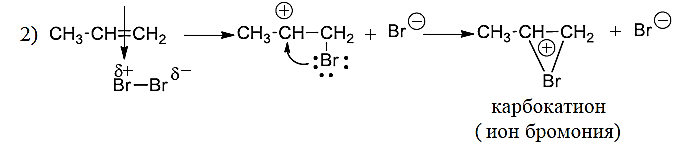 2) CH₃-CH=CH₂ ⟶ CH₃-CH-CH₂ + Br⊖ ⟶ CH₃-CH-CH₂ + Br⊖
⊕
δ+ δ−
Br—Br :Br: ⊕
Br
карбокатион
( ион бромония)